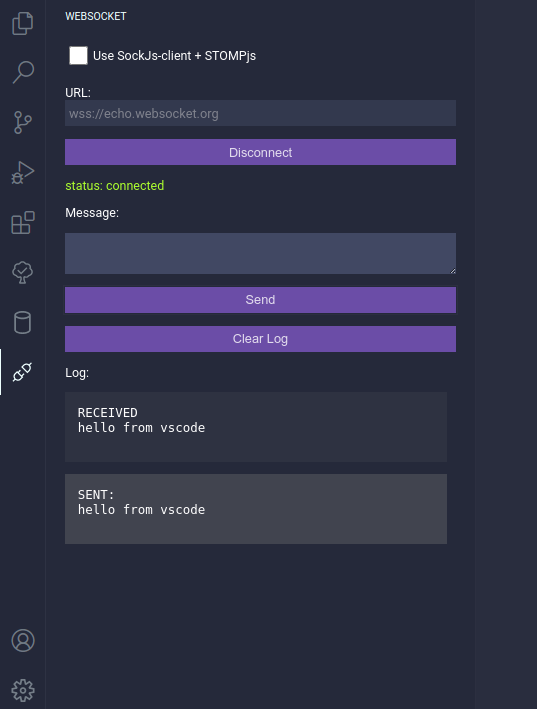 WEBSOCKET
Use SockJs-client + STOMPjs
URL:
wss://echo.websocket.org
Disconnect
status: connected
Message:
Send
Clear Log
Log:
RECEIVED
hello from vscode
SENT:
hello from vscode